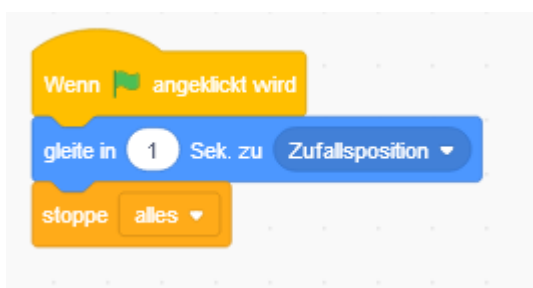 Wenn angeklickt wird
gleite in 1 Sek. zu Zufallsposition
stoppe alles